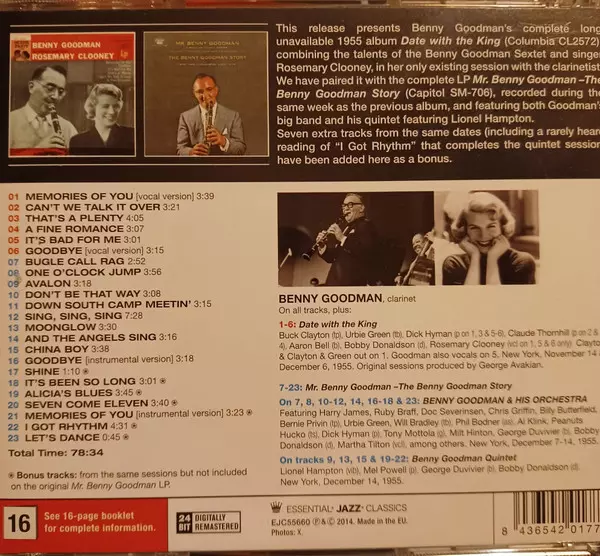 BENNY GOODMAN
ROSEMARY CLOONEY
MR. BENNY GOODMAN
THE BENNY GOODMAN STORY
This release presents Benny Goodman's complete long
unavailable 1955 album Date with the King (Columbia CL2572)
combining the talents of the Benny Goodman Sextet and singe
Rosemary Clooney, in her only existing session with the clarinetist
We have paired it with the complete LP Mr. Benny Goodman –The
Benny Goodman Story (Capitol SM-706), recorded during the
same week as the previous album, and featuring both Goodman's
big band and his quintet featuring Lionel Hampton.
Seven extra tracks from the same dates (including a rarely hear
reading of "I Got Rhythm" that completes the quintet session
have been added here as a bonus.
01 MEMORIES OF YOU [vocal version] 3:39
02 CAN'T WE TALK IT OVER 3:21
03 THAT'S A PLENTY 4:05
04 A FINE ROMANCE 3:07
05 IT'S BAD FOR ME 3:01
06 GOODBYE [vocal version] 3:15
07 BUGLE CALL RAG 2:52
08 ONE O'CLOCK JUMP 3:56
09 AVALON 3:18
10 DON'T BE THAT WAY 3:08
11 DOWN SOUTH CAMP MEETIN' 3:15
12 SING, SING, SING 7:28
13 MOONGLOW 3:30
14 AND THE ANGELS SING 3:16
15 CHINA BOY 3:38
16 GOODBYE [instrumental version] 3:18
17 SHINE 1:10
18 IT'S BEEN SO LONG 3:01
19 ALICIA'S BLUES 3:45
20 SEVEN COME ELEVEN 3:40
21 MEMORIES OF YOU [instrumental version] 3:23
22 I GOT RHYTHM 4:31
23 LET'S DANCE 0:45
Total Time: 78:34
Bonus tracks: from the same sessions but not included
on the original Mr. Benny Goodman LP.
BENNY GOODMAN, clarinet
On all tracks, plus:
1-6: Date with the King
Buck Clayton (tp), Urbie Green (tb), Dick Hyman (p on 1, 3 & 5-6), Claude Thornhill (p on 2 &
4), Aaron Bell (b), Bobby Donaldson (d), Rosemary Clooney (vcl on 1, 5 & 6 only)
Clayton & Green out on 1. Goodman also vocals on 5. New York, November 14
December 6, 1955. Original sessions produced by George Avakian.
7-23: Mr. Benny Goodman –The Benny Goodman Story
On 7, 8, 10-12, 14, 16-18 & 23: BENNY GOODMAN & HIS ORCHESTRA
Featuring Harry James, Ruby Braff, Doc Severinsen, Chris Griffin, Billy Butterfield,
Bernie Privin (tp), Urbie Green, Will Bradley (tb), Phil Bodner (as), Al Klink, Peanuts
Hucko (ts), Dick Hyman (p), Tony Mottola (g), Milt Hinton, George Duvivier (b), Bobby
Donaldson (d), Martha Tilton (vcl), among others. New York, December 7-14, 1955.
On tracks 9, 13, 15 & 19-22: Benny Goodman Quintet
Lionel Hampton (vib), Mel Powell (p), George Duvivier (b), Bobby Donaldson (d),
New York, December 14, 1955.
16
See 16-page booklet
for complete information.
24 BIT
DIGITALLY
REMASTERED
ESSENTIAL JAZZ CLASSICS
EJC55660 ℗&© 2014. Made in the EU.
Photos: X.
8 436542 0177